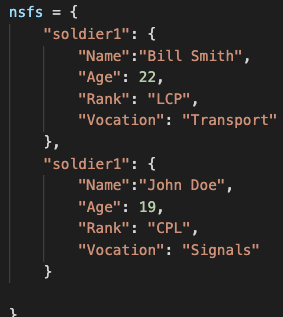 nsfs = {
"soldier1": {
"Name":"Bill Smith",
"Age": 22,
"Rank": "LCP",
"Vocation": "Transport"
},
"soldier1": {
"Name":"John Doe",
"Age": 19,
"Rank": "CPL",
"Vocation": "Signals"
}
}